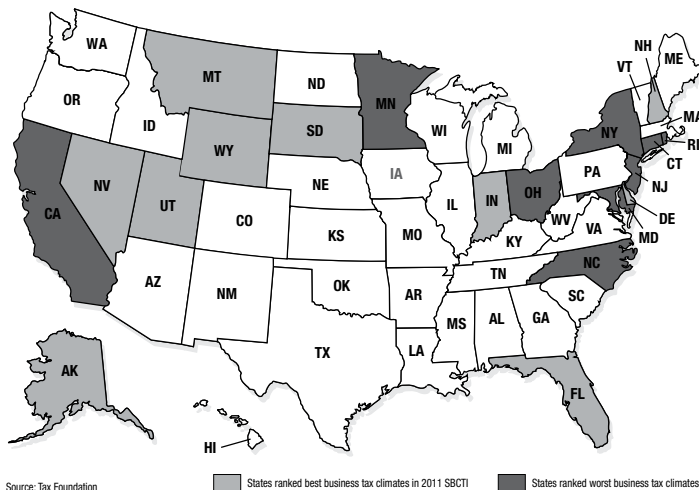 WA
OR
CA
NV
ID
MT
WY
UT
AZ
CO
NM
ND
SD
NE
KS
OK
TX
MN
IA
MO
AR
LA
WI
IL
MS
MI
IN
KY
TN
AL
OH
WV
VA
NC
SC
GA
FL
PA
NY
VT
NH
ME
MA
RI
CT
NJ
DE
MD
AK
HI
Source: Tax Foundation
States ranked best business tax climates in 2011 SBCTI
States ranked worst business tax climates